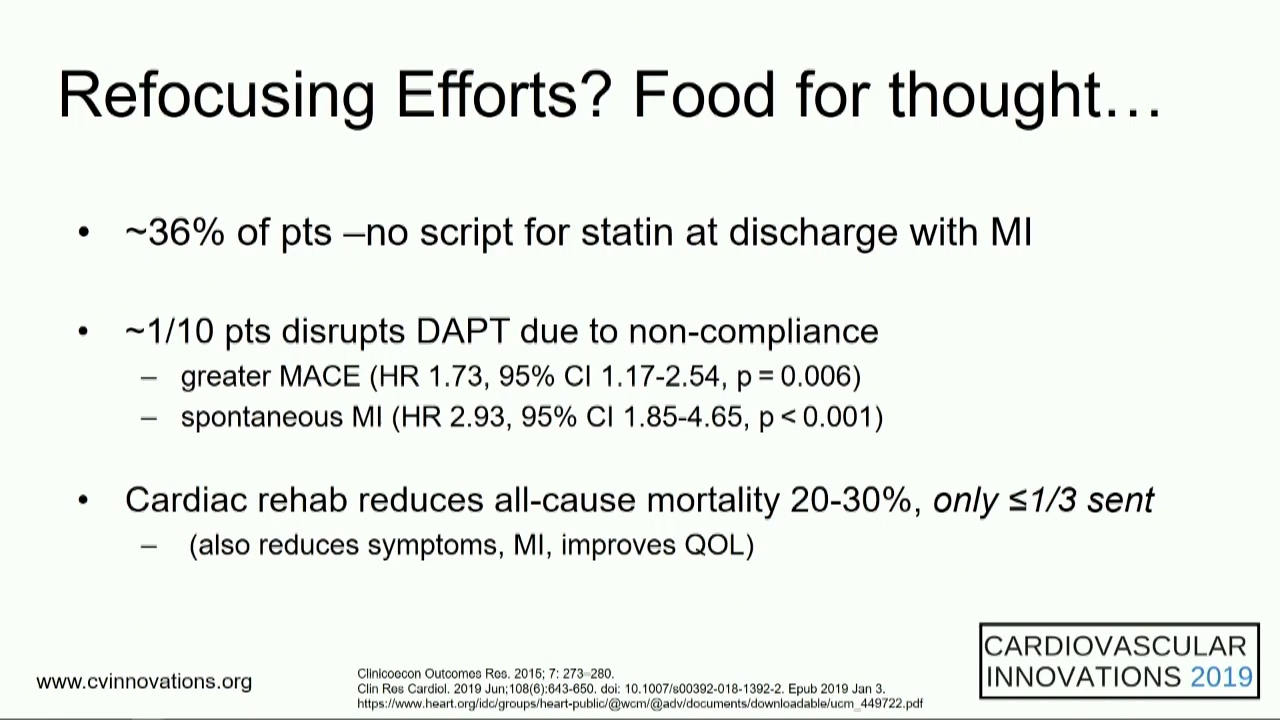 Refocusing Efforts? Food for thought…
• ~36% of pts –no script for statin at discharge with MI
• ~1/10 pts disrupts DAPT due to non-compliance
– greater MACE (HR 1.73, 95% CI 1.17-2.54, p = 0.006)
– spontaneous MI (HR 2.93, 95% CI 1.85-4.65, p < 0.001)
• Cardiac rehab reduces all-cause mortality 20-30%, only ≤1/3 sent
– (also reduces symptoms, MI, improves QOL)
www.cvinnovations.org
Clinicoecon Outcomes Res. 2015; 7: 273–280.
Clin Res Cardiol. 2019 Jun;108(6):643-650. doi: 10.1007/s00392-018-1392-2. Epub 2019 Jan 3.
https://www.heart.org/idc/groups/heart-public/@wcm/@adv/documents/downloadable/ucm_449722.pdf
CARDIOVASCULAR
INNOVATIONS 2019